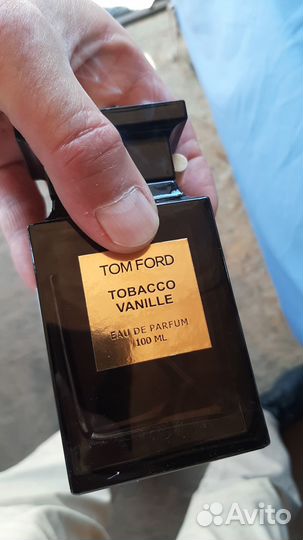 TOM FORD
TOBACCO
VANILLE
EAU DE PARFUM
100 ML
Avito